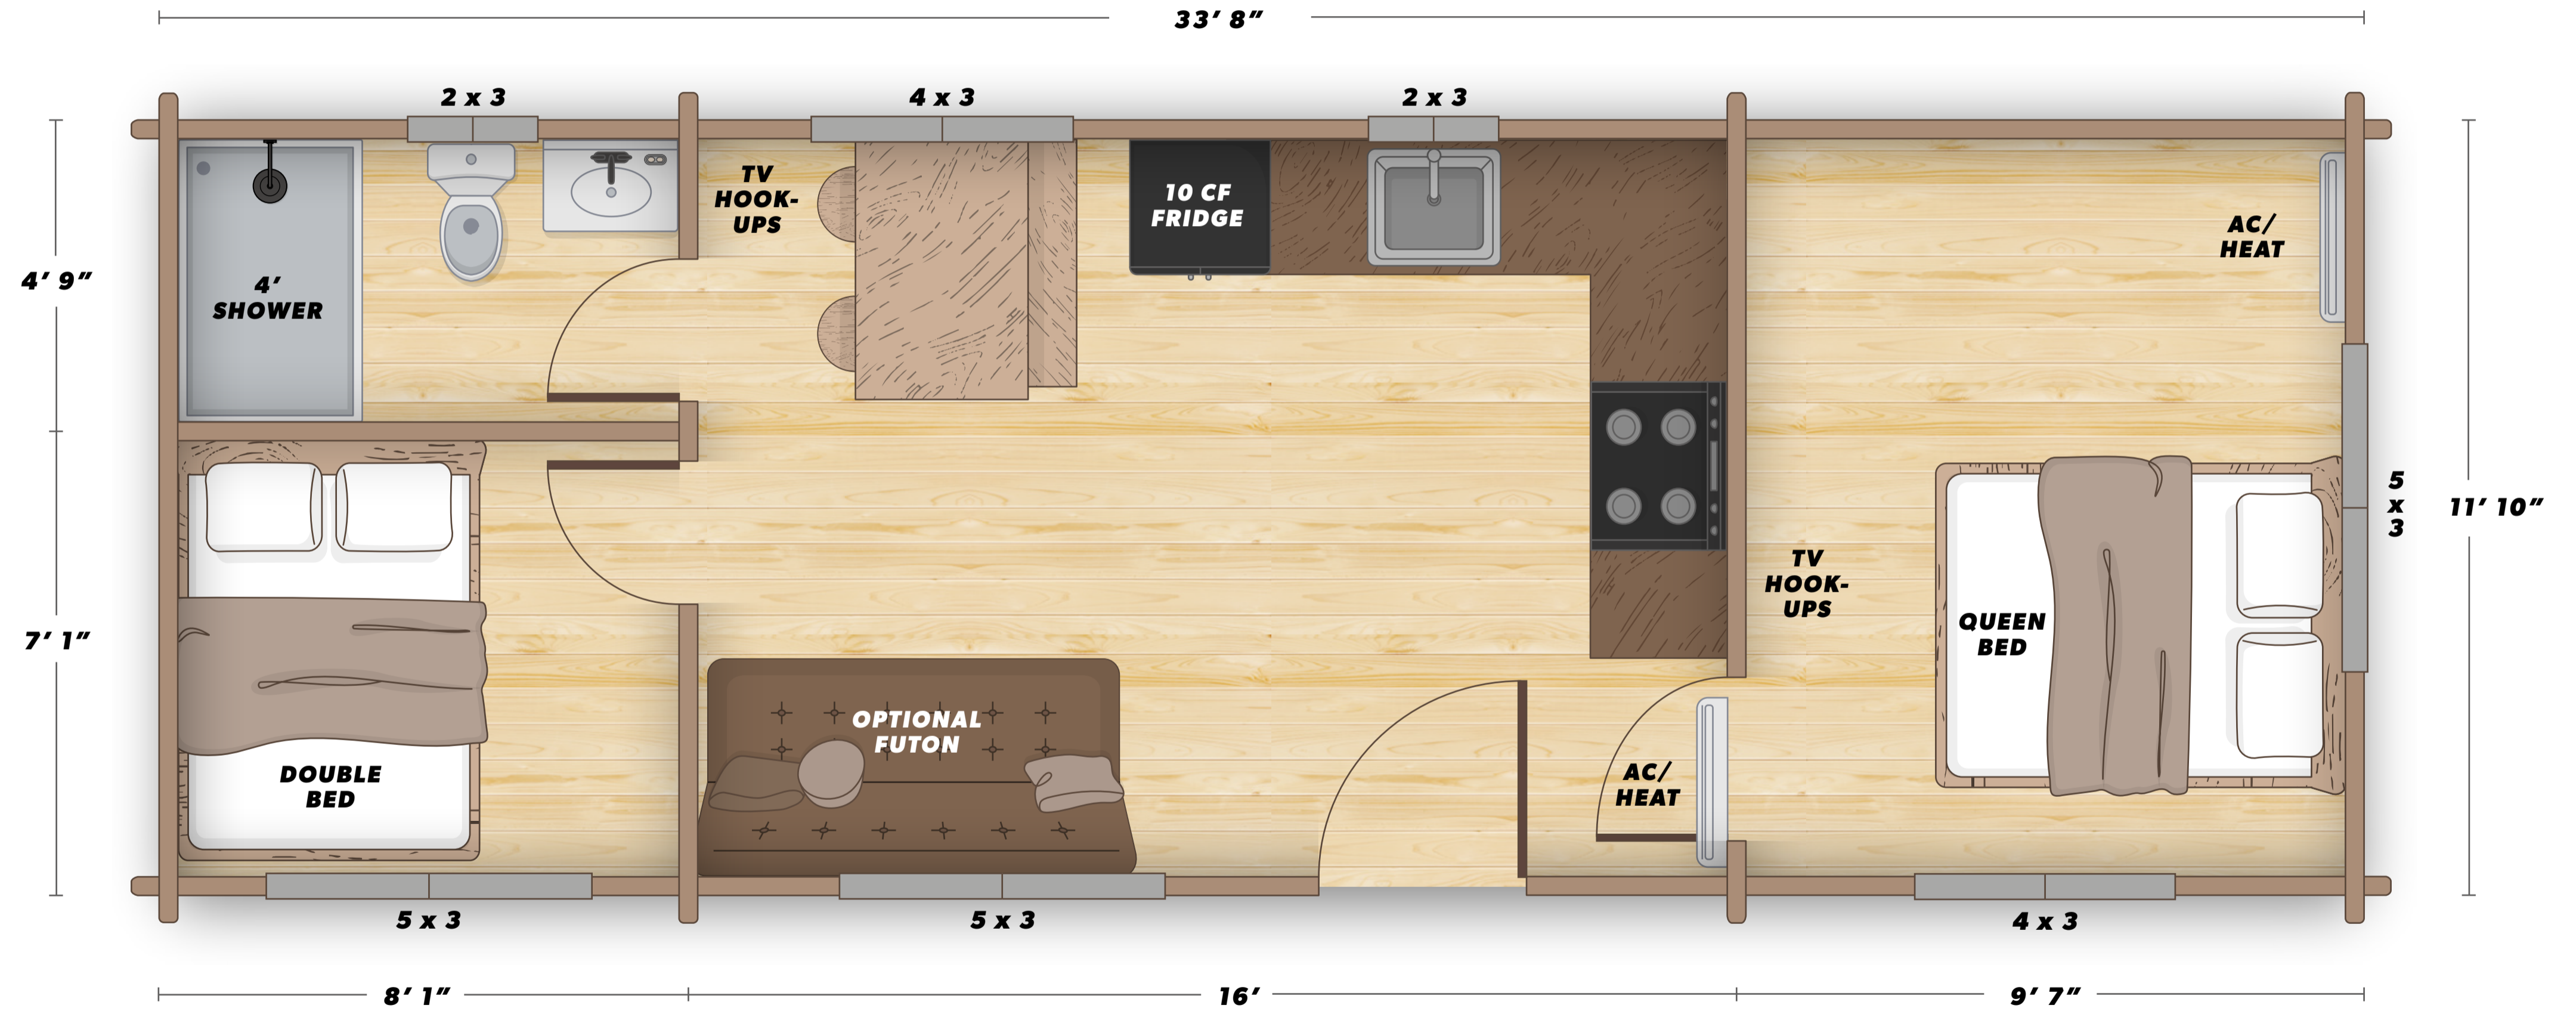 33’ 8”
2 x 3
4 x 3
2 x 3
TV
HOOK-
UPS
10 CF
FRIDGE
AC/
HEAT
4’ 9”
4’
SHOWER
5
x
3
11’ 10”
TV
HOOK-
UPS
QUEEN
BED
7’ 1”
OPTIONAL
FUTON
DOUBLE
BED
AC/
HEAT
5 x 3
5 x 3
4 x 3
8’ 1”
16’
9’ 7”